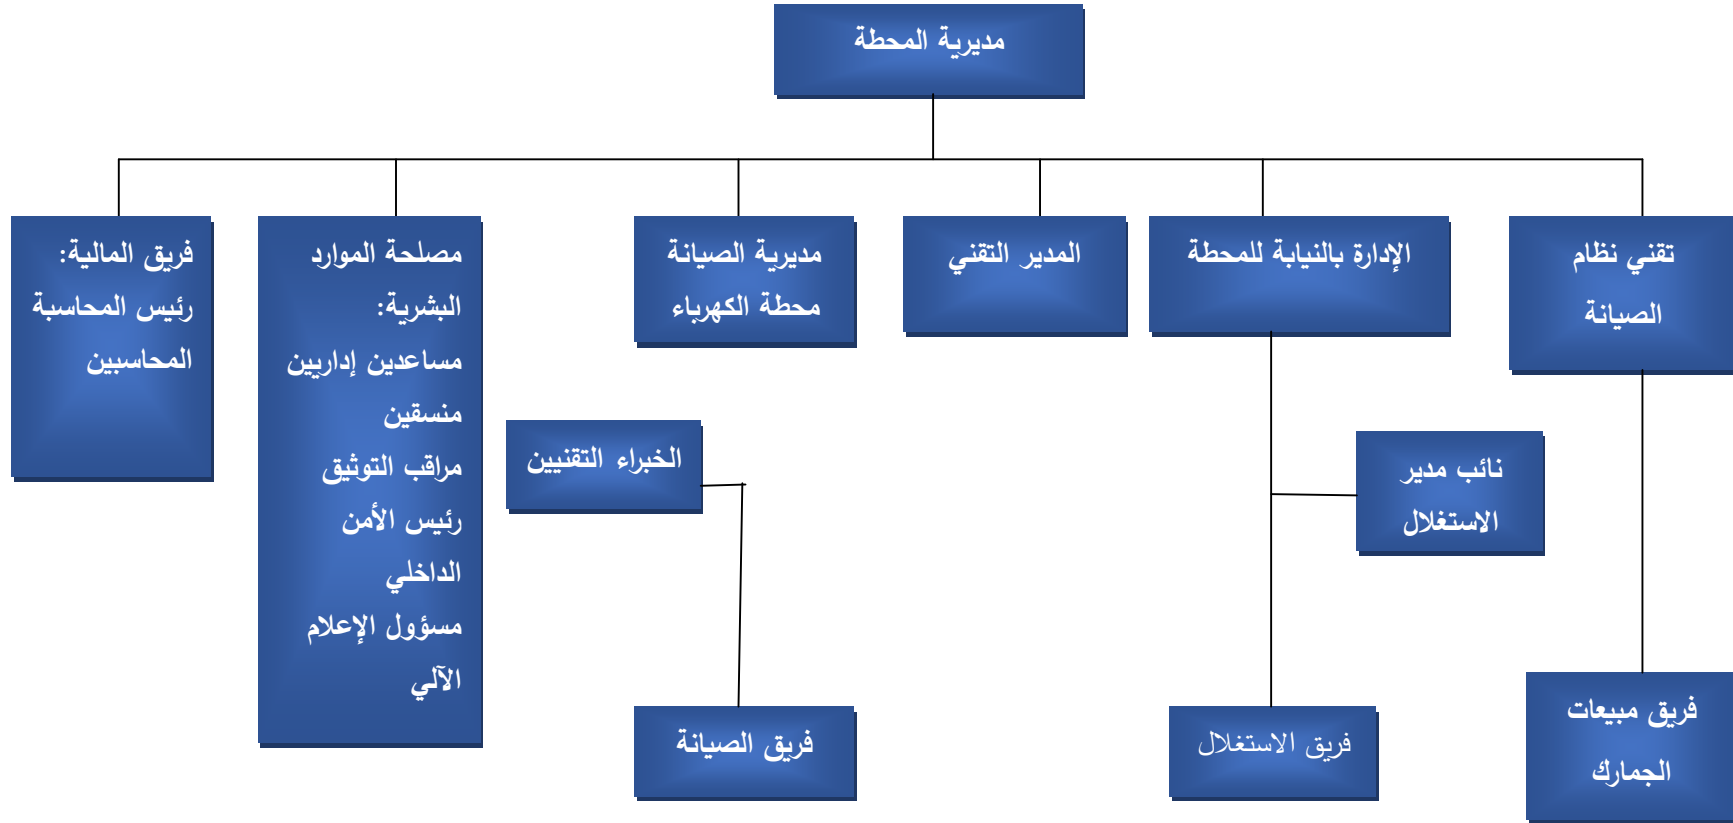 مديرية المحطة
تقني نظام
الصيانة
الإدارة بالنيابة للمحطة
المدير التقني
مديرية الصيانة
محطة الكهرباء
مصلحة الموارد
البشرية:
مساعدين إداريين
منسقين
مراقب التوثيق
رئيس الأمن
الداخلي
مسؤول الإعلام
الآلي
فريق المالية:
رئيس المحاسبة
المحاسبين
نائب مدير
الاستغلال
الخبراء التقنيين
فريق مبيعات
الجمارك
فريق الاستغلال
فريق الصيانة